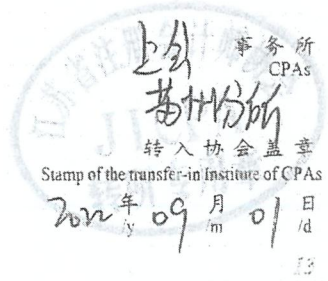 上会 事务所
CPAs
苏州分所
转入协会盖章
Stamp of the transfer-in Institute of CPAs
2022 年 09 月 01 日
/y /m /d
13